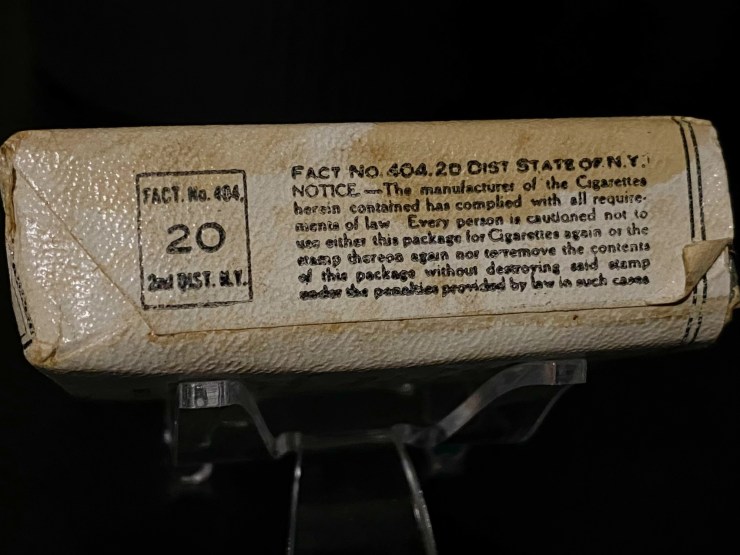 FACT. No. 404.
20
2nd DIST. N.Y.
FACT NO. 404. 2D DIST STATE OF N.Y.
NOTICE.—The manufacturer of the Cigarettes
herein contained has complied with all require-
ments of law Every person is cautioned not to
use either this package for Cigarettes again or the
stamp thereon again nor to remove the contents
of this package without destroying said stamp
under the penalties provided by law in such cases